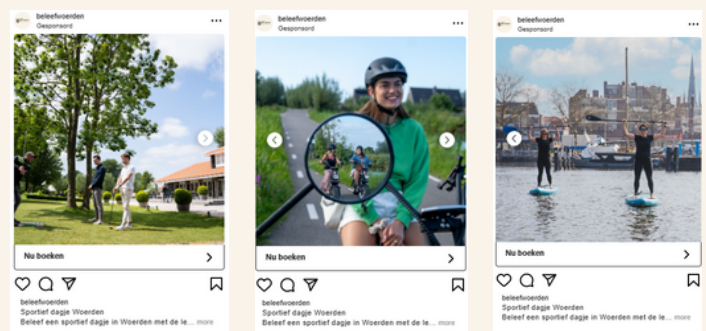 beleefwoerden
Gesponsord
Nu boeken
beleefwoerden
Sportief dagje Woerden
Beleef een sportief dagje in Woerden met de le... more
beleefwoerden
Gesponsord
Nu boeken
beleefwoerden
Sportief dagje Woerden
Beleef een sportief dagje in Woerden met de le... more
beleefwoerden
Gesponsord
Nu boeken
beleefwoerden
Sportief dagje Woerden
Beleef een sportief dagje in Woerden met de le... more